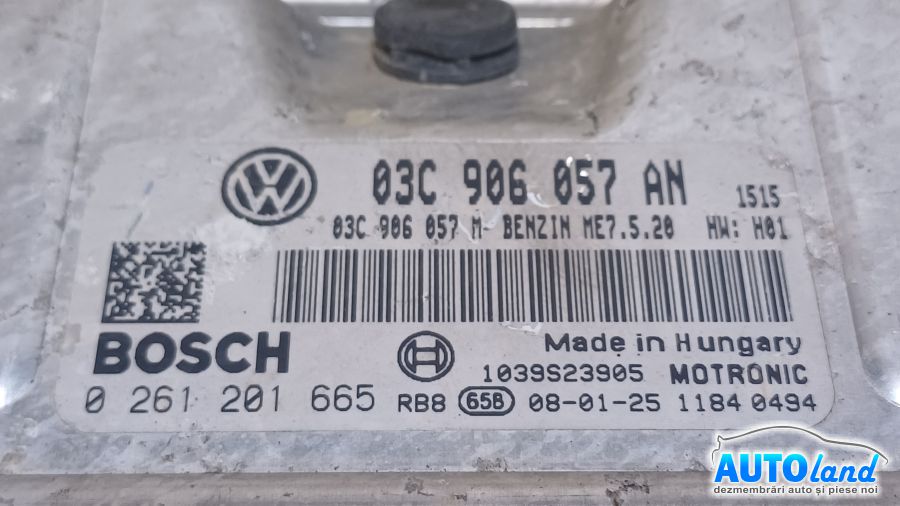 03C 906 057 AN 1515
03C 906 057 M- BENZIN ME7.5.20 HW: H01
BOSCH
Made in Hungary
1039S23905 MOTRONIC
0 261 201 665 RB8 658 08-01-25 1184 0494
AUTOland
dezmembrări auto și piese noi